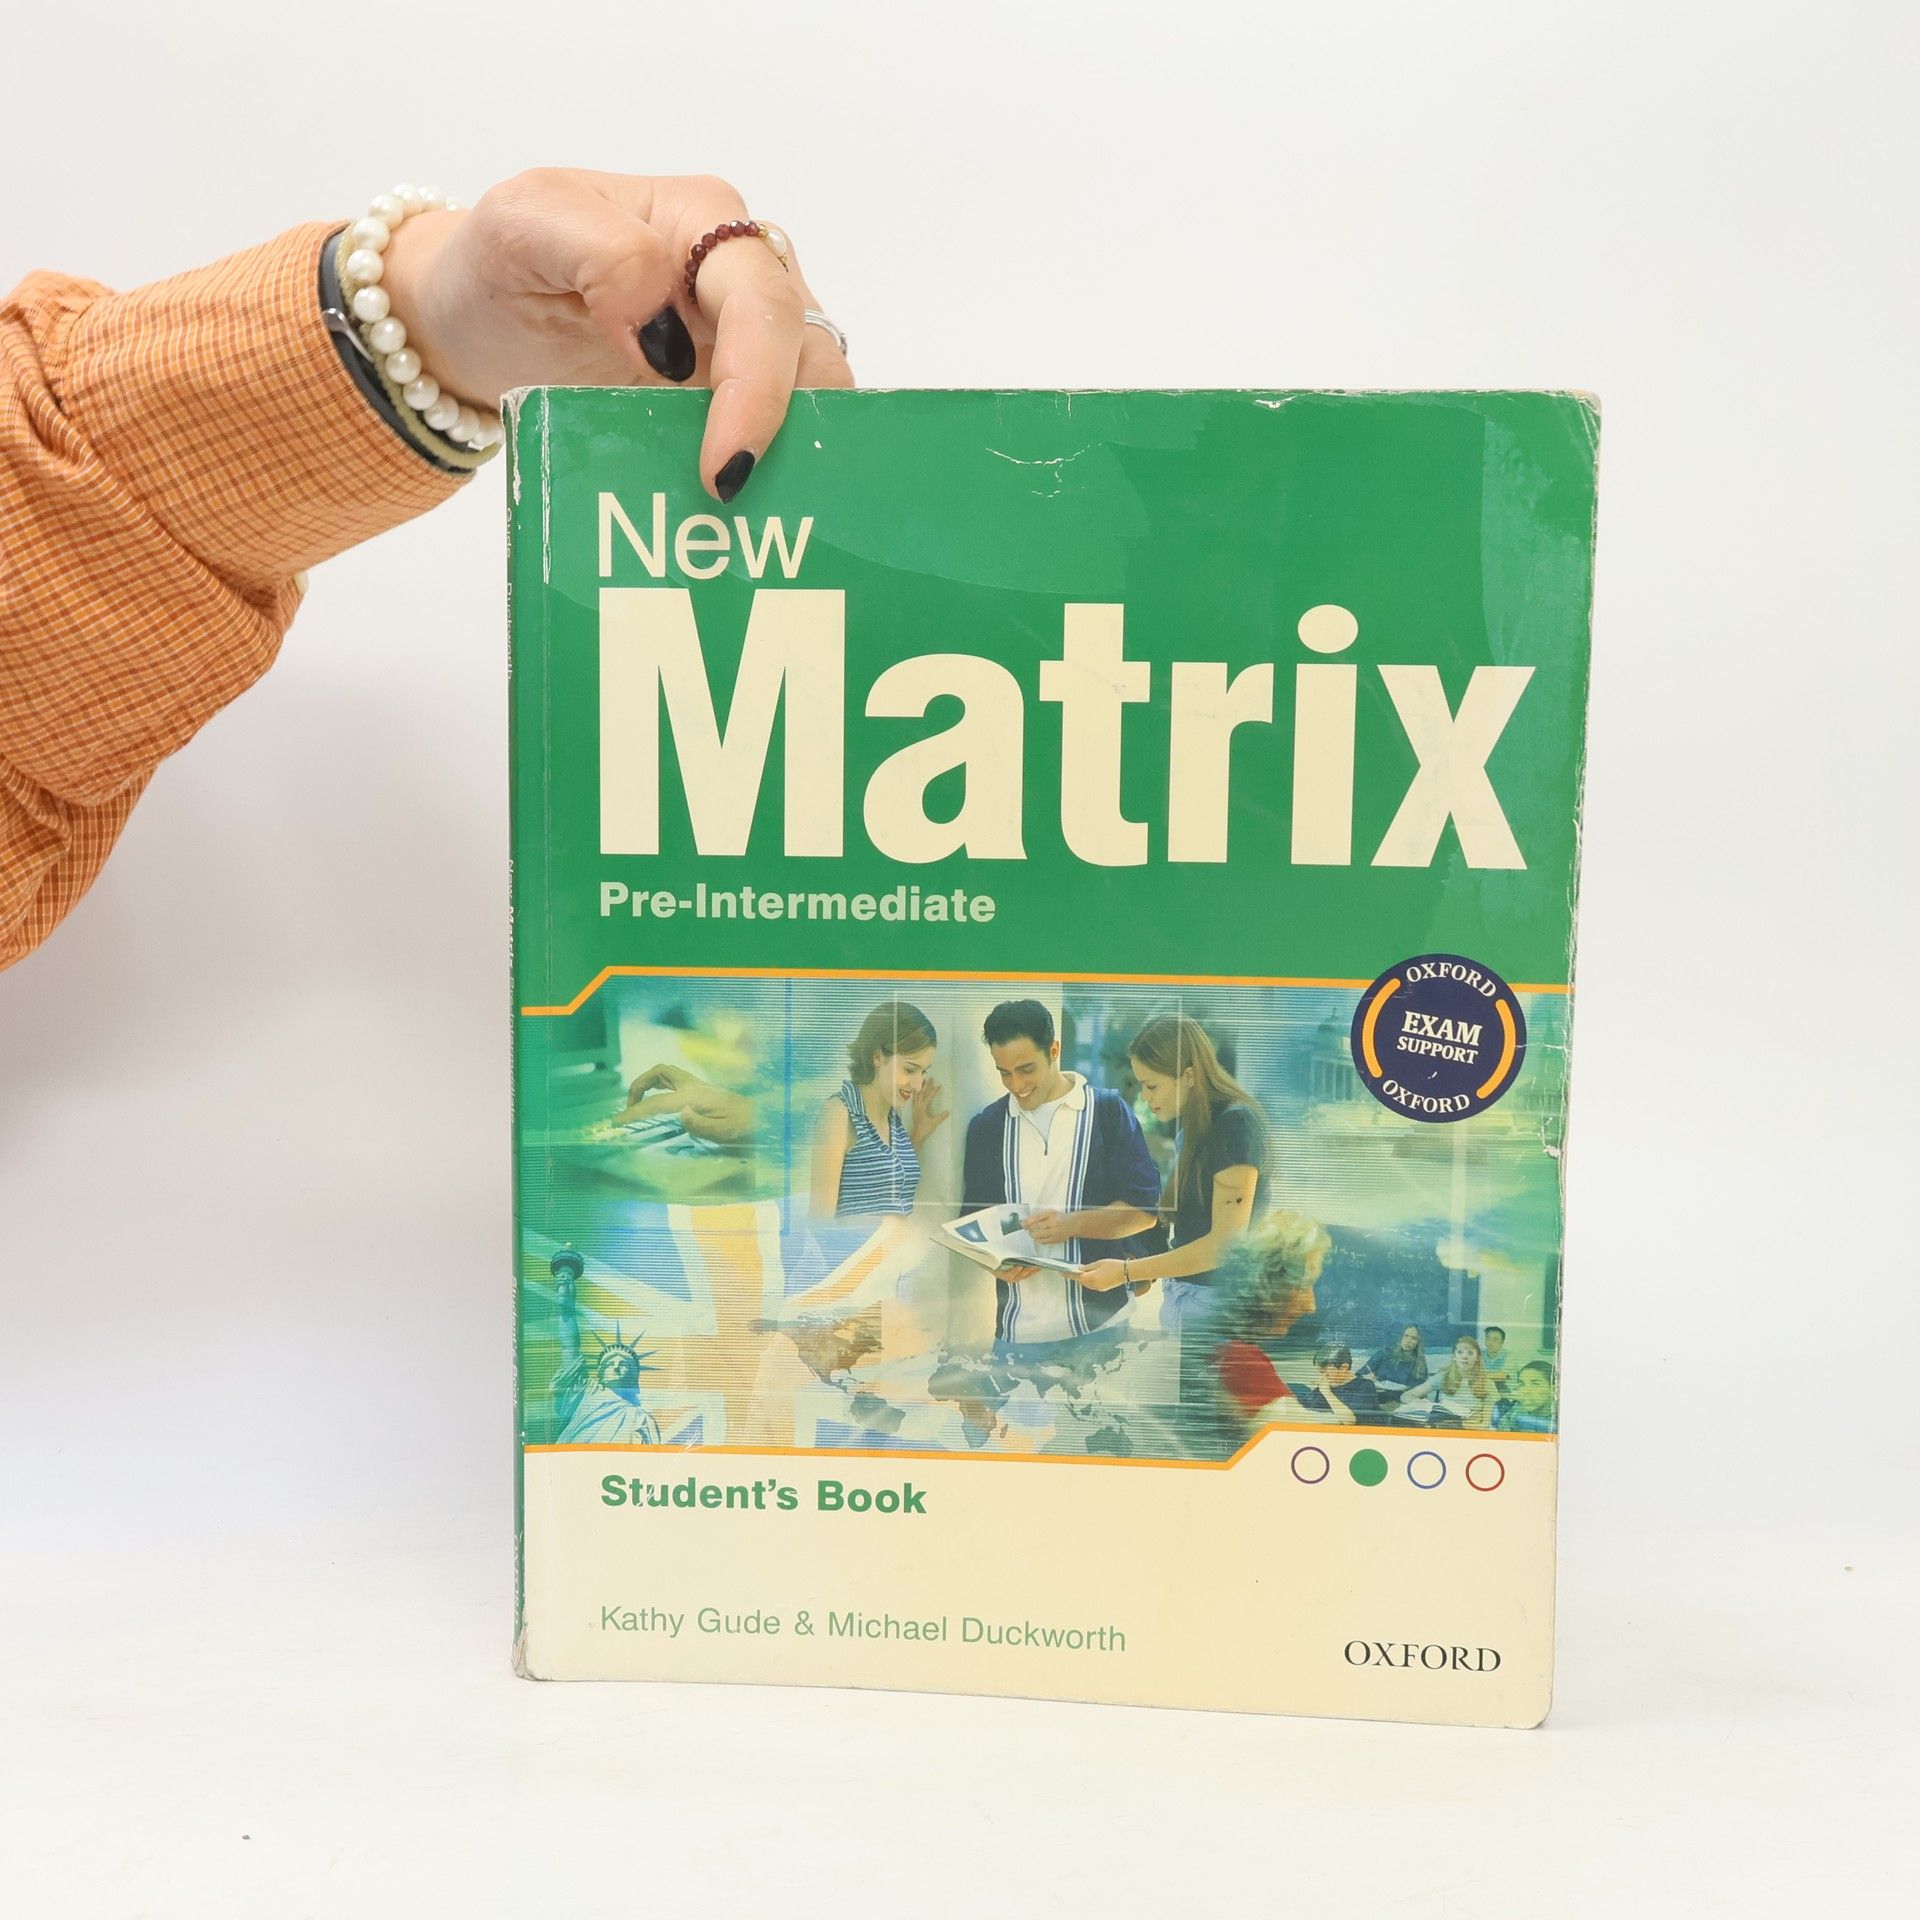 New
Matrix
Pre-Intermediate
OXFORD
EXAM
SUPPORT
OXFORD
Student's Book
Kathy Gude & Michael Duckworth
OXFORD